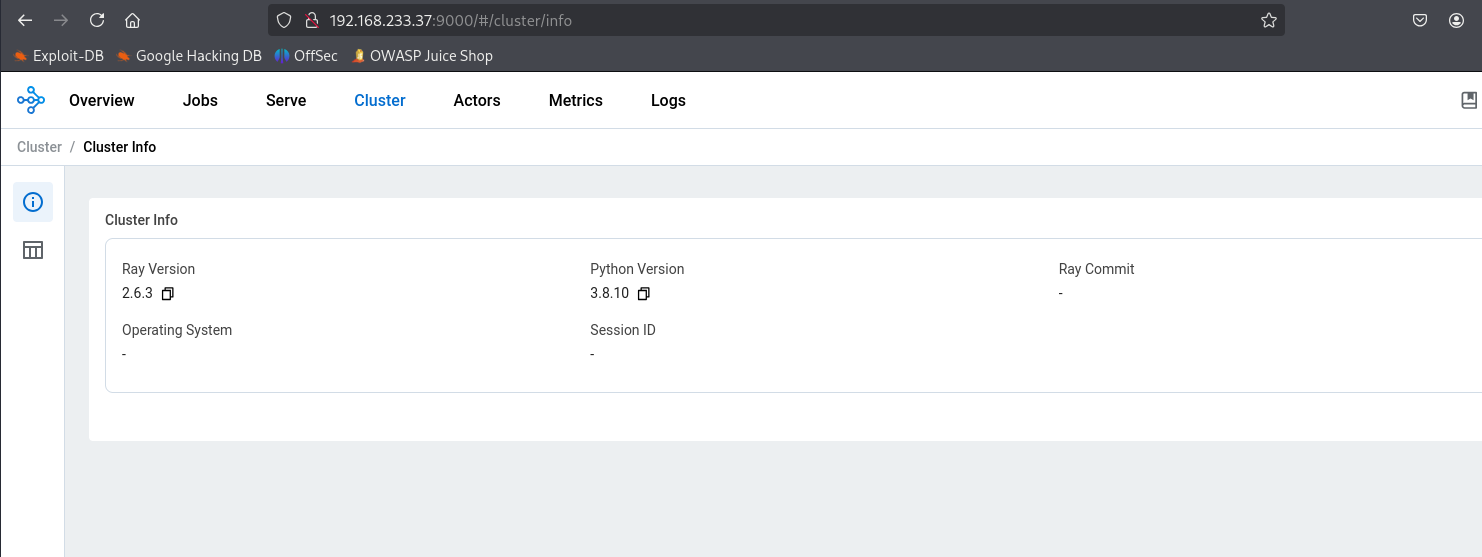 192.168.233.37:9000/#/cluster/info
Exploit-DB Google Hacking DB OffSec OWASP Juice Shop
Overview Jobs Serve Cluster Actors Metrics Logs
Cluster / Cluster Info
Cluster Info
Ray Version Python Version Ray Commit
2.6.3 3.8.10 -
Operating System Session ID
- -